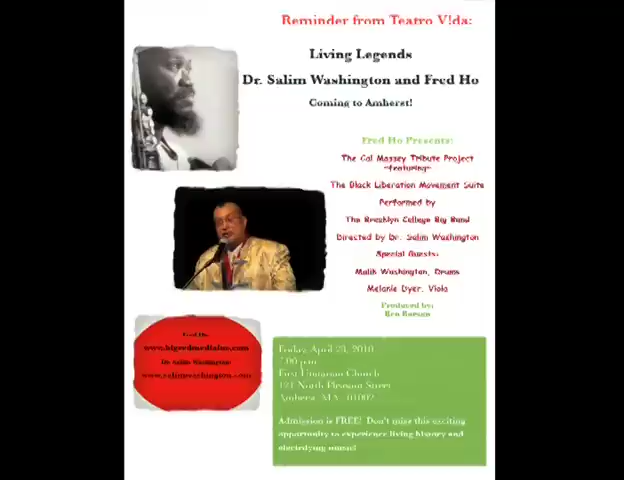 Reminder from Teatro V!da:
Living Legends
Dr. Salim Washington and Fred Ho
Coming to Amherst!
Fred Ho Presents:
The Cal Massey Tribute Project
~featuring~
The Black Liberation Movement Suite
Performed by
The Brooklyn College Big Band
Directed by Dr. Salim Washington
Special Guests:
Malik Washington, Drums
Melanie Dyer, Viola
Produced by:
Fred Ho:
www.bigredmediainc.com
Dr. Salim Washington:
www.salimwashington.com
Friday April 23, 2010
7:00 pm
First Unitarian Church
121 North Pleasant Street
Amherst, MA 01002
Admission is FREE! Don't miss this exciting
opportunity to experience living history and
electrifying music!